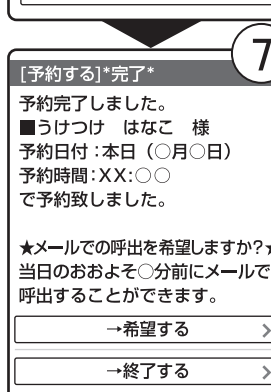 7
[予約する]*完了*
予約完了しました。
■うけつけ　はなこ　様
予約日付：本日（○月○日）
予約時間：XX:○○
で予約致しました。
★メールでの呼出を希望しますか?★
当日のおおよそ○分前にメールで
呼出することができます。
→希望する >
→終了する >